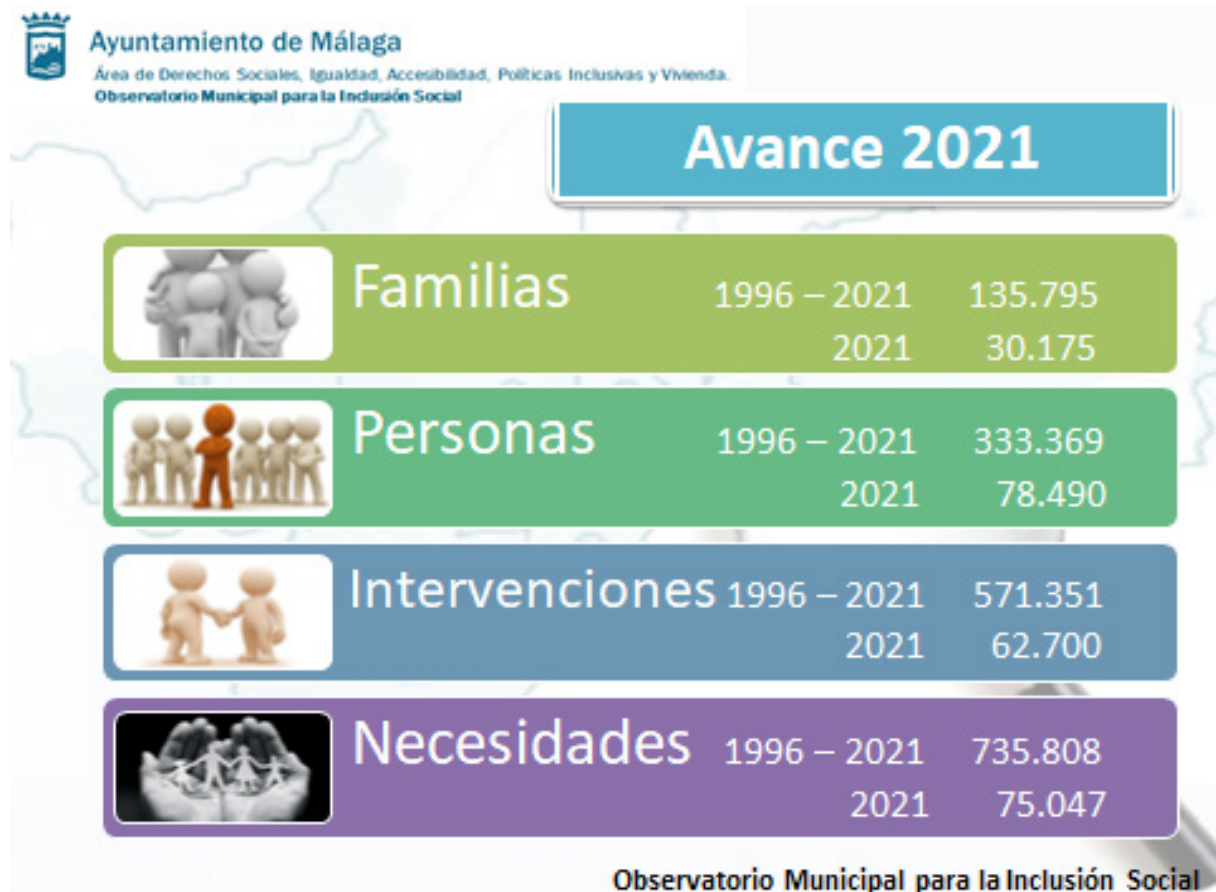 Ayuntamiento de Málaga
Área de Derechos Sociales, Igualdad, Accesibilidad, Políticas Inclusivas y Vivienda.
Observatorio Municipal para la Inclusión Social
Avance 2021
Familias 1996 – 2021 135.795
2021 30.175
Personas 1996 – 2021 333.369
2021 78.490
Intervenciones 1996 – 2021 571.351
2021 62.700
Necesidades 1996 – 2021 735.808
2021 75.047
Observatorio Municipal para la Inclusión Social